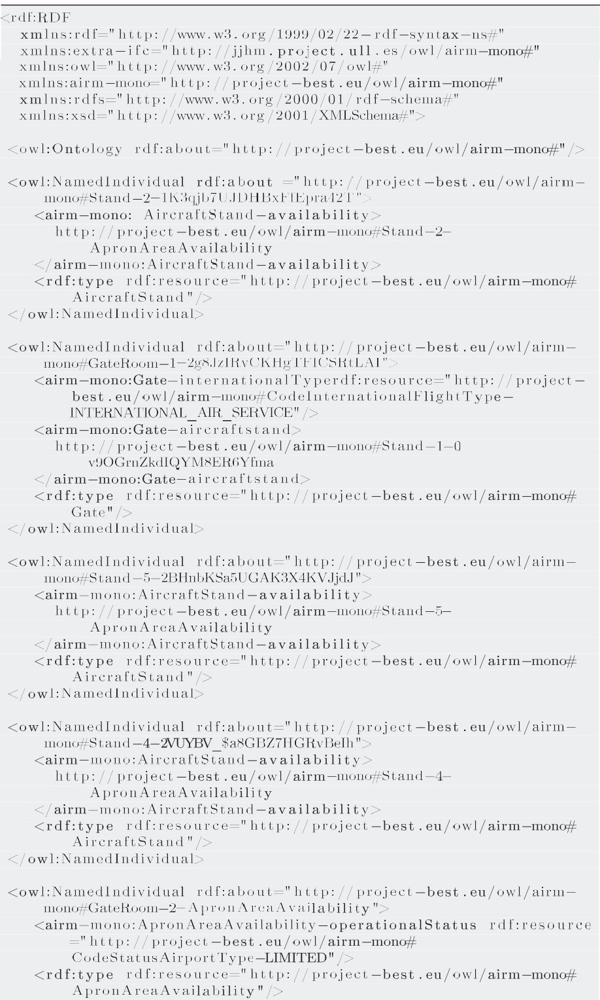 <rdf:RDF
xmlns:rdf="http://www.w3.org/1999/02/22-rdf-syntax-ns#"
xmlns:extra-ifc="http://jjhm.project.ull.es/owl/airm-mono#"
xmlns:owl="http://www.w3.org/2002/07/owl#"
xmlns:airm-mono="http://project-best.eu/owl/airm-mono#"
xmlns:rdfs="http://www.w3.org/2000/01/rdf-schema#"
xmlns:xsd="http://www.w3.org/2001/XMLSchema#">
<owl:Ontology rdf:about="http://project-best.eu/owl/airm-mono#"/>
<owl:NamedIndividual rdf:about ="http://project-best.eu/owl/airm-
mono#Stand-2-1K3qjb7UJDHBxFfEpra42T">
<airm-mono: AircraftStand-availability>
http://project-best.eu/owl/airm-mono#Stand-2-
ApronAreaAvailability
</airm-mono:AircraftStand-availability>
<rdf:type rdf:resource="http://project-best.eu/owl/airm-mono#
AircraftStand"/>
</owl:NamedIndividual>
<owl:NamedIndividual rdf:about="http://project-best.eu/owl/airm-
mono#GateRoom-1-2g8JzIRvCKHgTFICSRtLAI">
<airm-mono:Gate-internationalTyperdf:resource="http://project-
best.eu/owl/airm-mono#CodeInternationalFlightType-
INTERNATIONAL_AIR_SERVICE"/>
<airm-mono:Gate-aircraftstand>
http://project-best.eu/owl/airm-mono#Stand-1-0
v9OGrnZkdIQYM8ER6Yfma
</airm-mono:Gate-aircraftstand>
<rdf:type rdf:resource="http://project-best.eu/owl/airm-mono#
Gate"/>
</owl:NamedIndividual>
<owl:NamedIndividual rdf:about="http://project-best.eu/owl/airm-
mono#Stand-5-2BHnbKSa5UGAK3X4KVJjdJ">
<airm-mono:AircraftStand-availability>
http://project-best.eu/owl/airm-mono#Stand-5-
ApronAreaAvailability
</airm-mono:AircraftStand-availability>
<rdf:type rdf:resource="http://project-best.eu/owl/airm-mono#
AircraftStand"/>
</owl:NamedIndividual>
<owl:NamedIndividual rdf:about="http://project-best.eu/owl/airm-
mono#Stand-4-2VUYBV_$a8GBZ7HGRvBeIh">
<airm-mono:AircraftStand-availability>
http://project-best.eu/owl/airm-mono#Stand-4-
ApronAreaAvailability
</airm-mono:AircraftStand-availability>
<rdf:type rdf:resource="http://project-best.eu/owl/airm-mono#
AircraftStand"/>
</owl:NamedIndividual>
<owl:NamedIndividual rdf:about="http://project-best.eu/owl/airm-
mono#GateRoom-2-ApronAreaAvailability">
<airm-mono:ApronAreaAvailability-operationalStatus rdf:resource
="http://project-best.eu/owl/airm-mono#
CodeStatusAirportType-LIMITED"/>
<rdf:type rdf:resource="http://project-best.eu/owl/airm-mono#
ApronAreaAvailability"/>